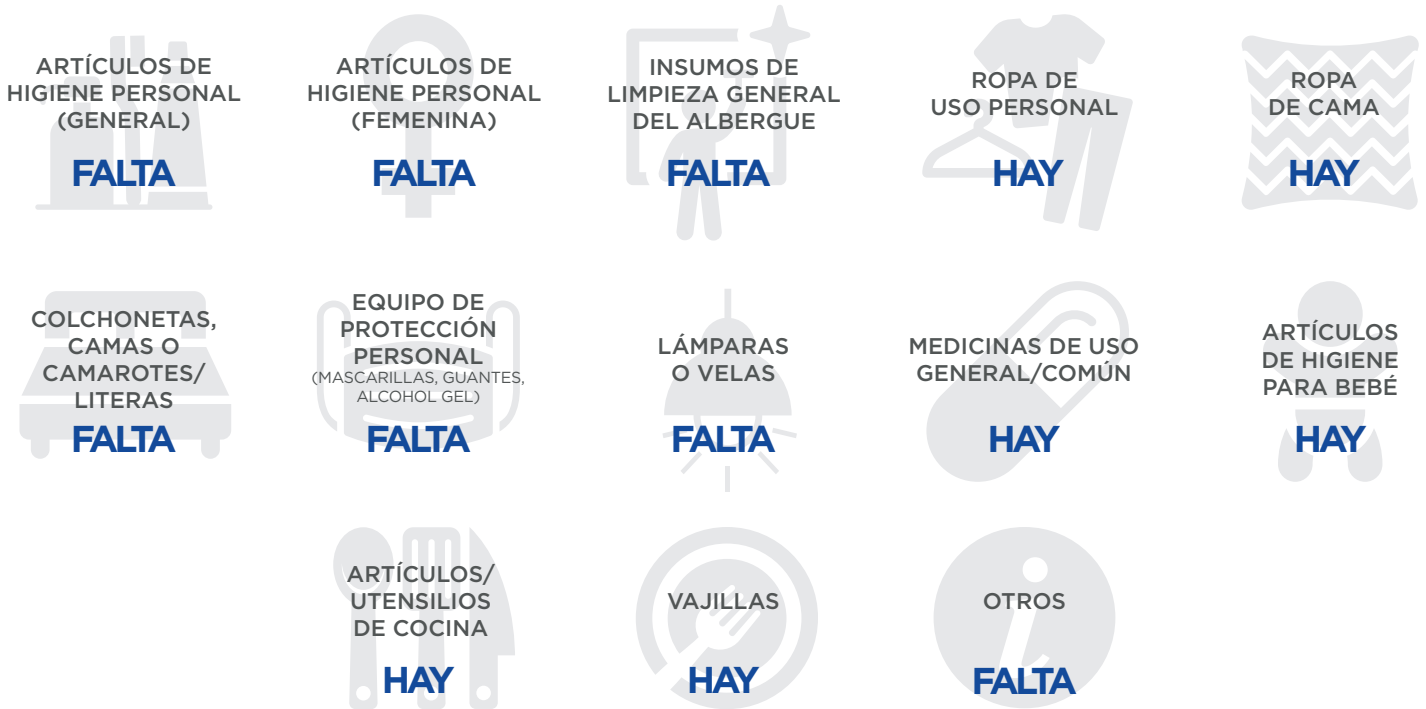 ARTÍCULOS DE
HIGIENE PERSONAL
(GENERAL)
FALTA
ARTÍCULOS DE
HIGIENE PERSONAL
(FEMENINA)
FALTA
INSUMOS DE
LIMPIEZA GENERAL
DEL ALBERGUE
FALTA
ROPA DE
USO PERSONAL
HAY
ROPA
DE CAMA
HAY
COLCHONETAS,
CAMAS O
CAMAROTES/
LITERAS
FALTA
EQUIPO DE
PROTECCIÓN
PERSONAL
(MASCARILLAS, GUANTES,
ALCOHOL GEL)
FALTA
LÁMPARAS
O VELAS
FALTA
MEDICINAS DE USO
GENERAL/COMÚN
HAY
ARTÍCULOS
DE HIGIENE
PARA BEBÉ
HAY
ARTÍCULOS/
UTENSILIOS
DE COCINA
HAY
VAJILLAS
HAY
OTROS
FALTA